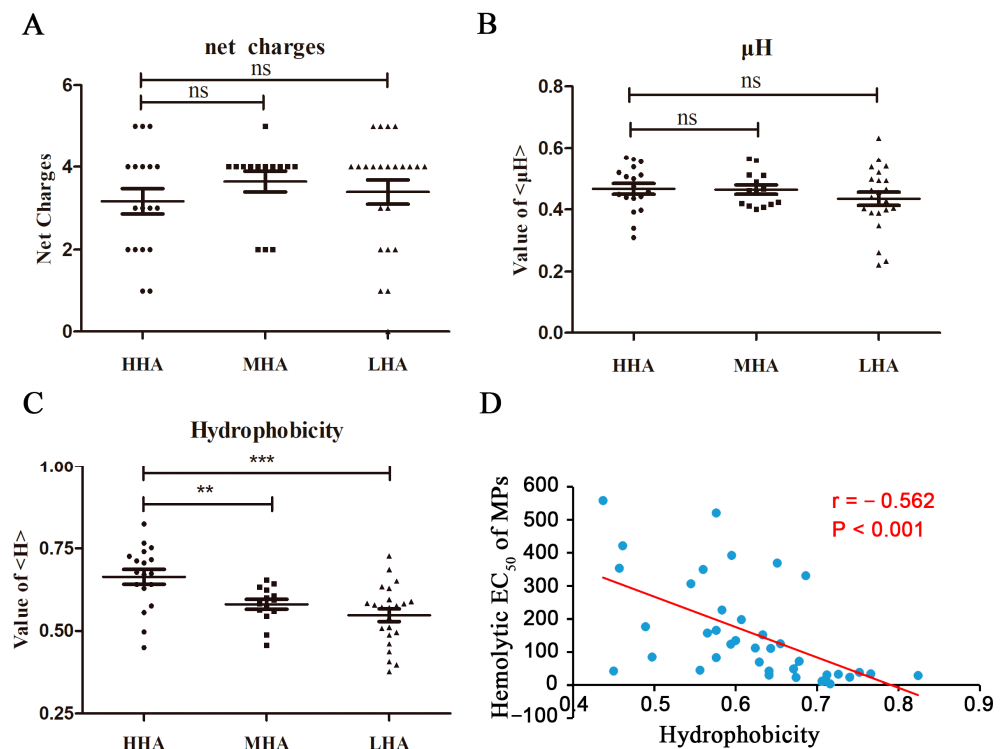 A
net charges
ns
ns
Net Charges
6
4
2
0
HHA
MHA
LHA
B
μH
ns
ns
Value of <μH>
0.8
0.6
0.4
0.2
0.0
HHA
MHA
LHA
C
Hydrophobicity
***
**
Value of <H>
1.00
0.75
0.50
0.25
HHA
MHA
LHA
D
r = – 0.562
P < 0.001
Hemolytic EC50 of MPs
600
500
400
300
200
100
0
−100
0.4
0.5
0.6
0.7
0.8
0.9
Hydrophobicity